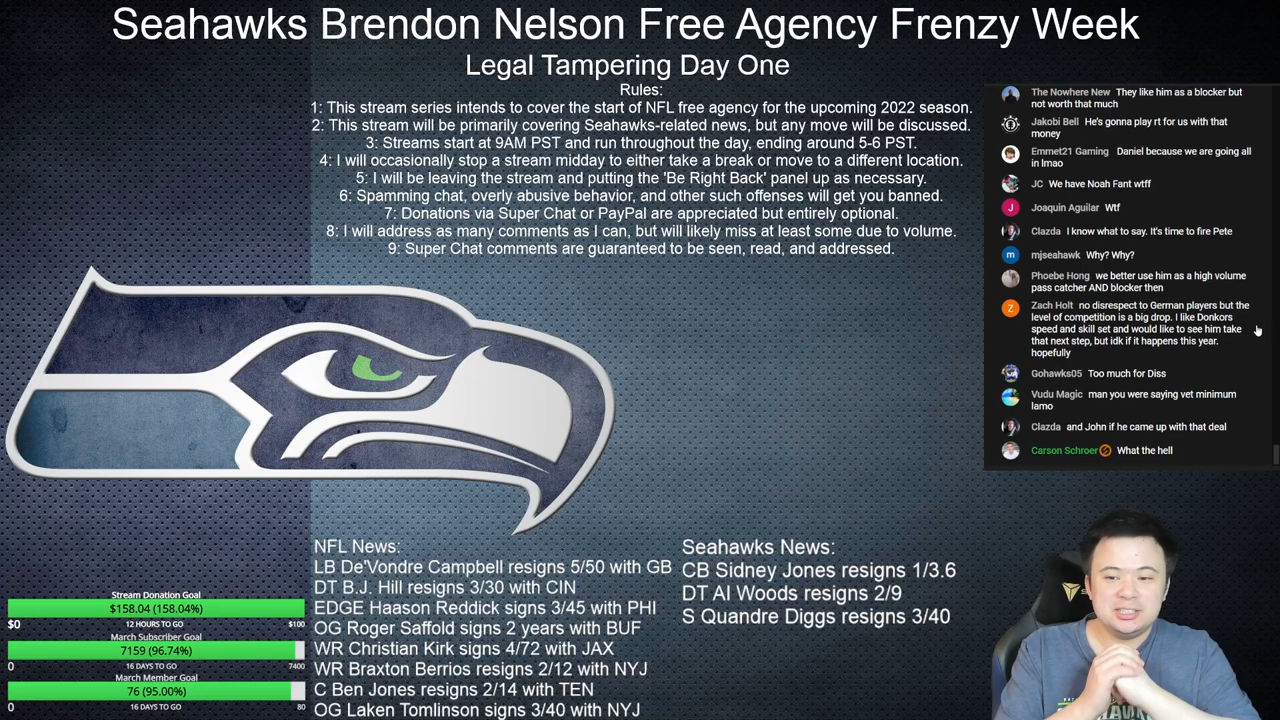 Seahawks Brendon Nelson Free Agency Frenzy Week
Legal Tampering Day One
Rules:
1: This stream series intends to cover the start of NFL free agency for the upcoming 2022 season.
2: This stream will be primarily covering Seahawks-related news, but any move will be discussed.
3: Streams start at 9AM PST and run throughout the day, ending around 5-6 PST.
4: I will occasionally stop a stream midday to either take a break or move to a different location.
5: I will be leaving the stream and putting the 'Be Right Back' panel up as necessary.
6: Spamming chat, overly abusive behavior, and other such offenses will get you banned.
7: Donations via Super Chat or PayPal are appreciated but entirely optional.
8: I will address as many comments as I can, but will likely miss at least some due to volume.
9: Super Chat comments are guaranteed to be seen, read, and addressed.
The Nowhere New They like him as a blocker but
not worth that much
Jakobi Bell He's gonna play rt for us with that
money
Emmet21 Gaming Daniel because we are going all
in lmao
JC We have Noah Fant wtff
J
Joaquin Aguilar Wtf
Clazda I know what to say. It's time to fire Pete
m
mjseahawk Why? Why?
Phoebe Hong we better use him as a high volume
pass catcher AND blocker then
Z
Zach Holt no disrespect to German players but the
level of competition is a big drop. I like Donkors
speed and skill set and would like to see him take
that next step, but idk if it happens this year.
hopefully
Gohawks05 Too much for Diss
Vudu Magic man you were saying vet minimum
lamo
Clazda and John if he came up with that deal
Carson Schroer What the hell
NFL News:
LB De'Vondre Campbell resigns 5/50 with GB
DT B.J. Hill resigns 3/30 with CIN
EDGE Haason Reddick signs 3/45 with PHI
OG Roger Saffold signs 2 years with BUF
WR Christian Kirk signs 4/72 with JAX
WR Braxton Berrios resigns 2/12 with NYJ
C Ben Jones resigns 2/14 with TEN
OG Laken Tomlinson signs 3/40 with NYJ
Seahawks News:
CB Sidney Jones resigns 1/3.6
DT Al Woods resigns 2/9
S Quandre Diggs resigns 3/40
Stream Donation Goal
$158.04 (158.04%)
$0 12 HOURS TO GO $100
March Subscriber Goal
7159 (96.74%)
0 16 DAYS TO GO 7400
March Member Goal
76 (95.00%)
0 16 DAYS TO GO 80